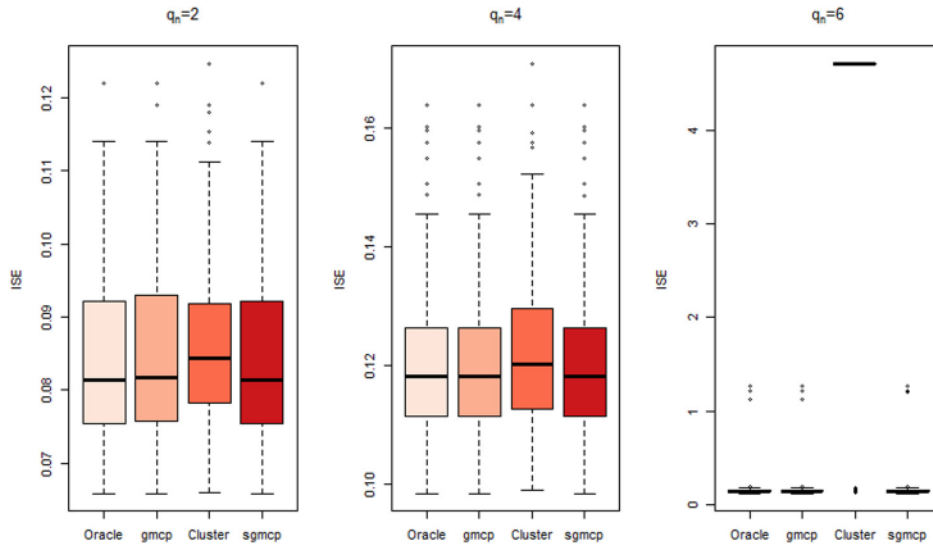 qn=2
qn=4
qn=6
ISE
0.07
0.08
0.09
0.10
0.11
0.12
Oracle gmcp Cluster sgmcp
ISE
0.10
0.12
0.14
0.16
Oracle gmcp Cluster sgmcp
ISE
0
1
2
3
4
Oracle gmcp Cluster sgmcp